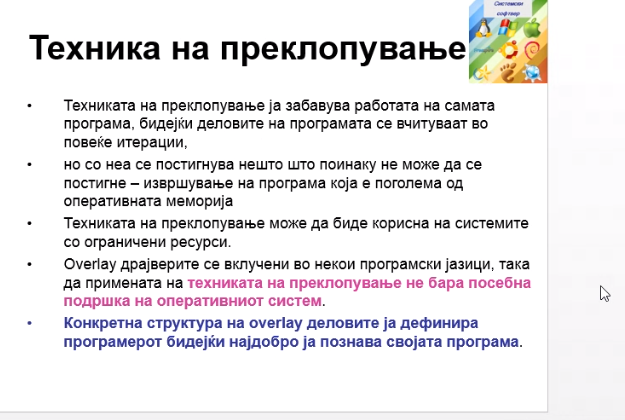 Системски
софтвер
Техника на преклопување
• Техниката на преклопување ја забавува работата на самата
програма, бидејќи деловите на програмата се вчитуваат во
повеќе итерации,
• но со неа се постигнува нешто што поинаку не може да се
постигне – извршување на програма која е поголема од
оперативната меморија
• Техниката на преклопување може да биде корисна на системите
со ограничени ресурси.
• Overlay драјверите се вклучени во некои програмски јазици, така
да примената на техниката на преклопување не бара посебна
подршка на оперативниот систем.
• Конкретна структура на overlay деловите ја дефинира
програмерот бидејќи најдобро ја познава својата програма.